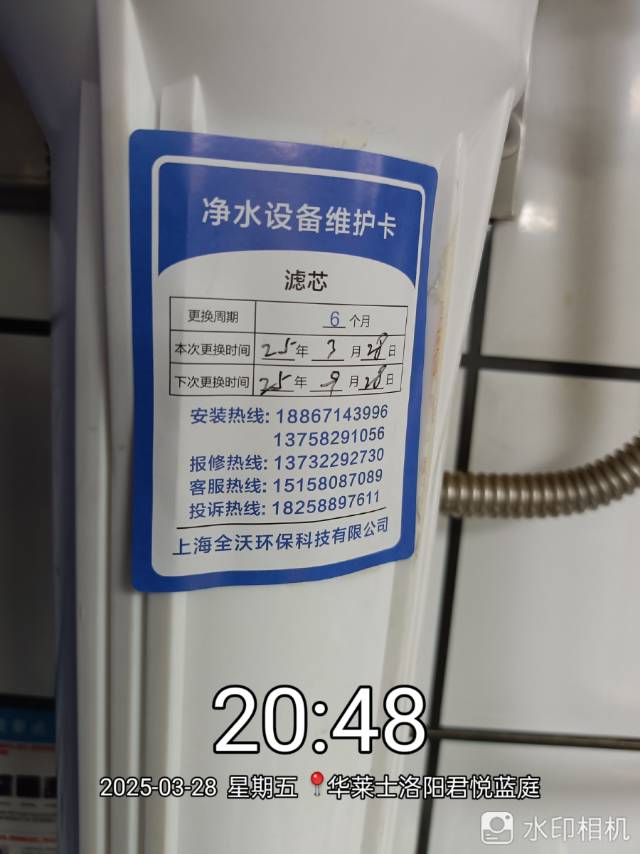 净水设备维护卡
滤芯
更换周期 6 个月
本次更换时间 25 年 3 月 28 日
下次更换时间 25 年 9 月 28 日
安装热线: 18867143996
13758291056
报修热线: 13732292730
客服热线: 15158087089
投诉热线: 18258897611
上海全沃环保科技有限公司
20:48
2025-03-28 星期五 📍华莱士洛阳君悦蓝庭
水印相机